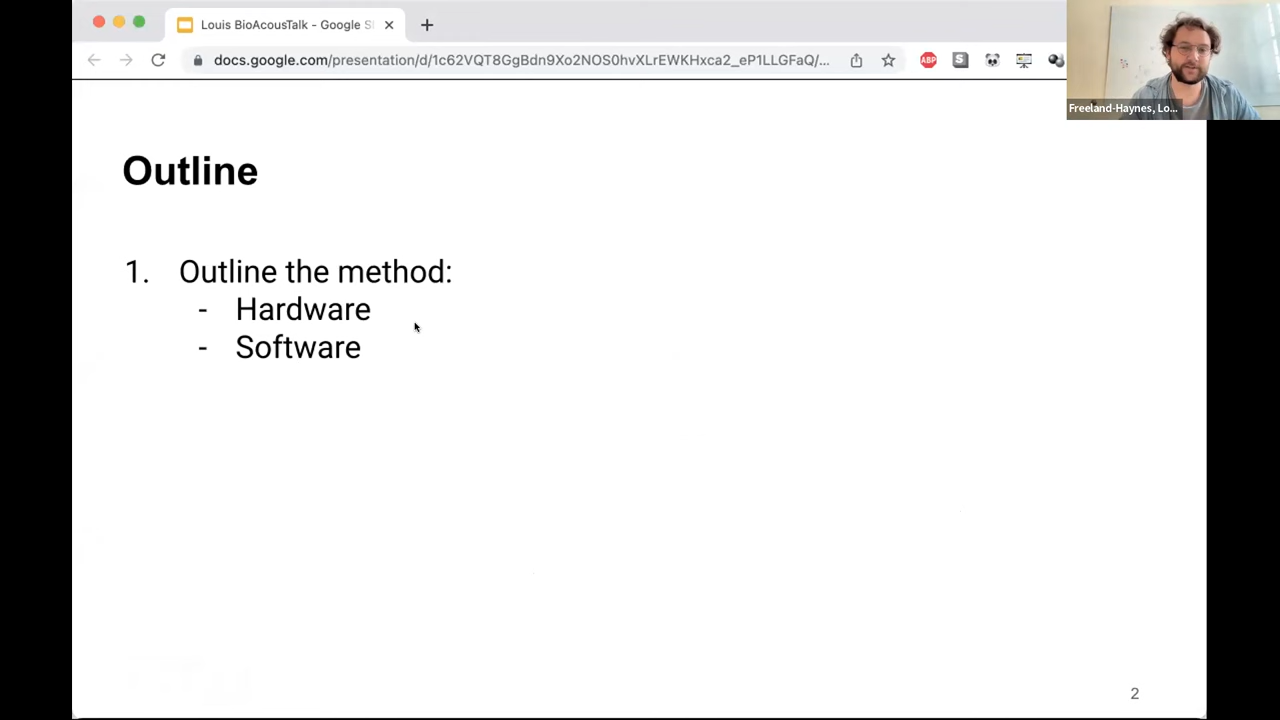 Louis BioAcousTalk - Google S
docs.google.com/presentation/d/1c62VQT8GgBdn9Xo2NOS0hvXLrEWKHxca2_eP1LLGFaQ/...
ABP
S
Freeland-Haynes, Lo...
Outline
1. Outline the method:
- Hardware
- Software
2